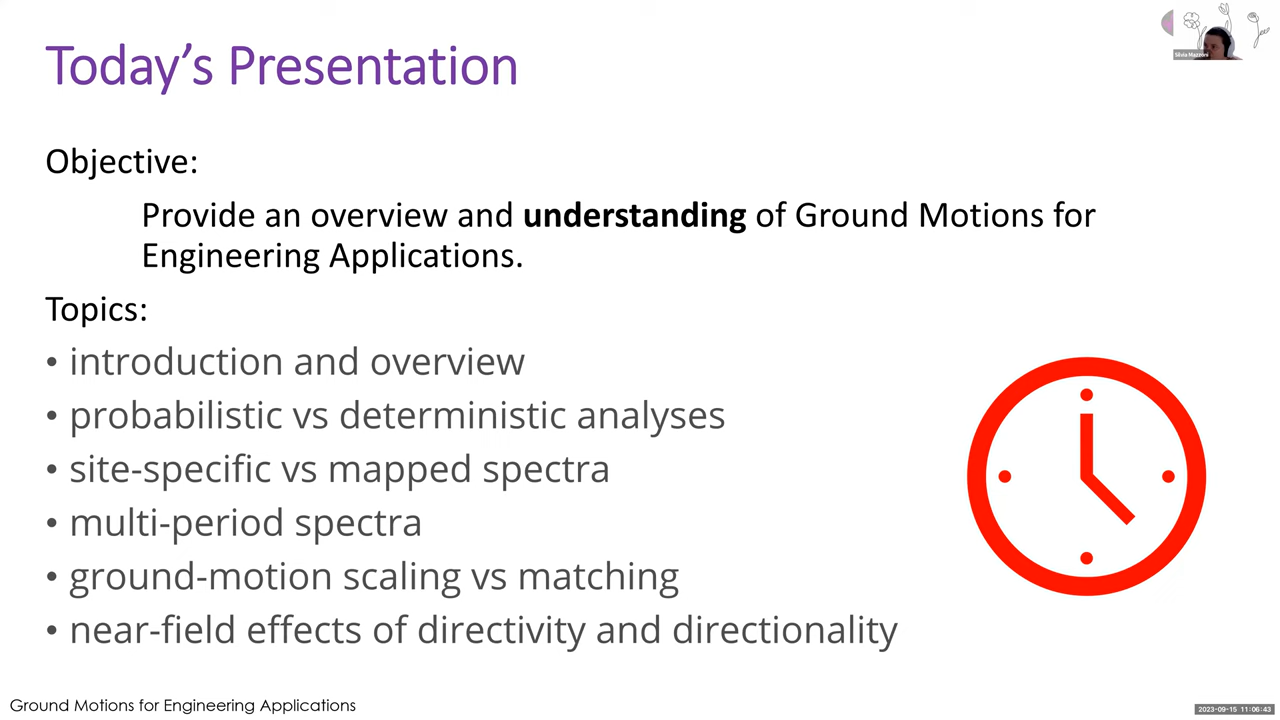 Today's Presentation
Silvia Mazzoni
Objective:
Provide an overview and understanding of Ground Motions for
Engineering Applications.
Topics:
• introduction and overview
• probabilistic vs deterministic analyses
• site-specific vs mapped spectra
• multi-period spectra
• ground-motion scaling vs matching
• near-field effects of directivity and directionality
Ground Motions for Engineering Applications
2023-09-15 11:06:43